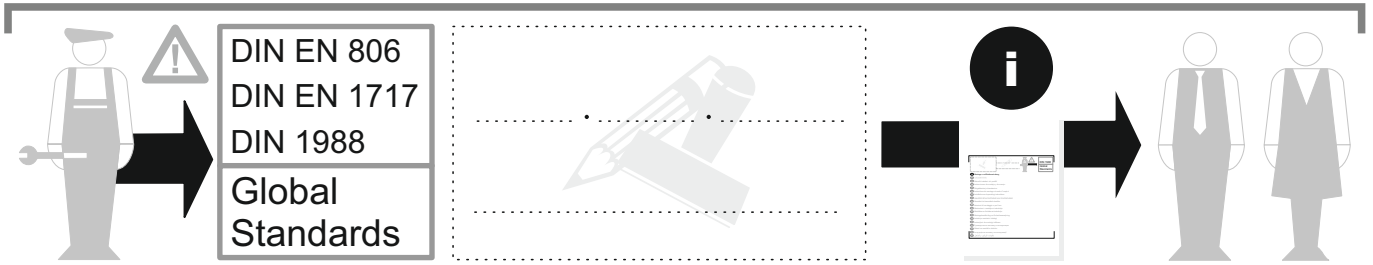 DIN EN 806
DIN EN 1717
DIN 1988
Global
Standards
i